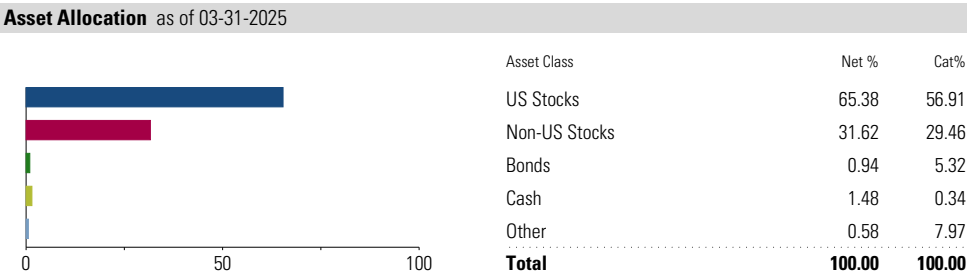 Asset Allocation as of 03-31-2025
Asset Class Net % Cat%
US Stocks 65.38 56.91
Non-US Stocks 31.62 29.46
Bonds 0.94 5.32
Cash 1.48 0.34
Other 0.58 7.97
0 50 100 Total 100.00 100.00